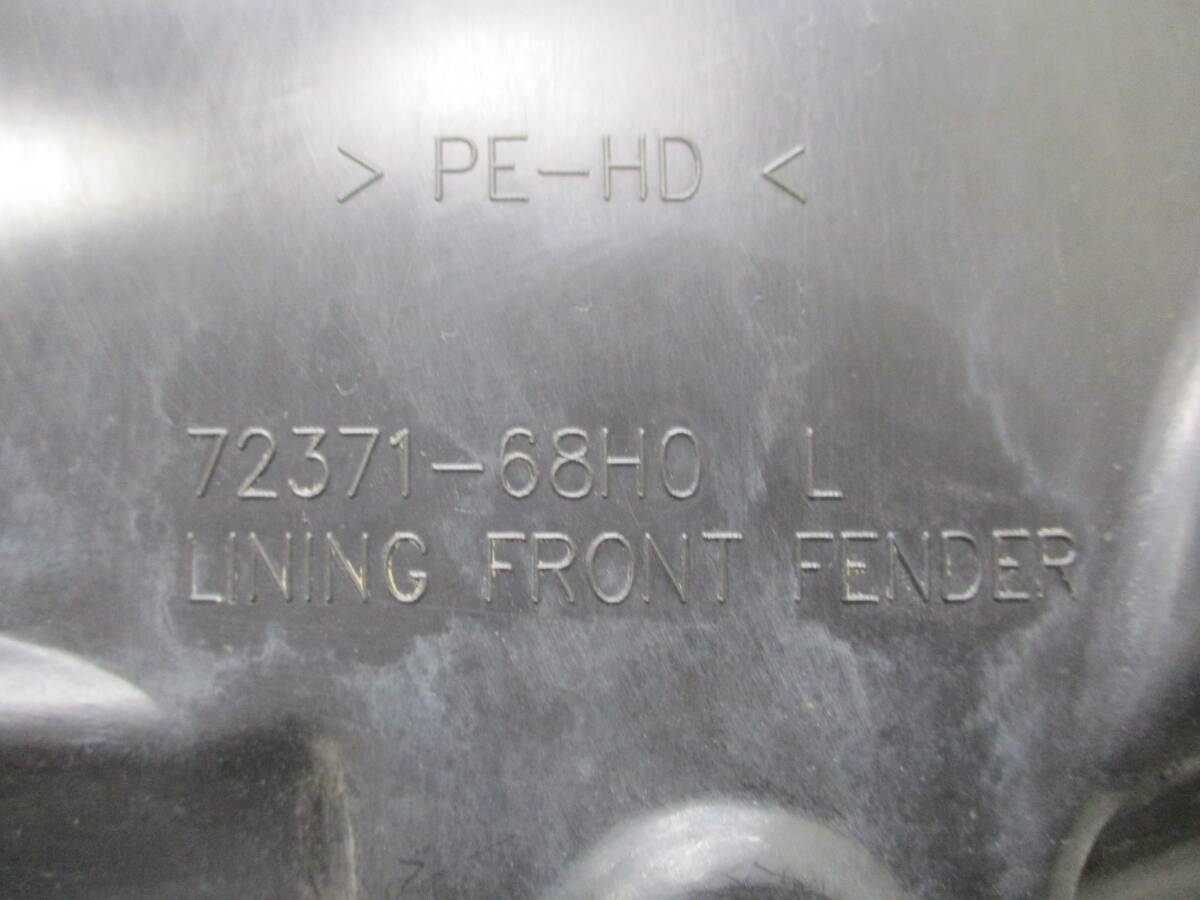 > PE-HD <
72371-68H0 L
LINING FRONT FENDER